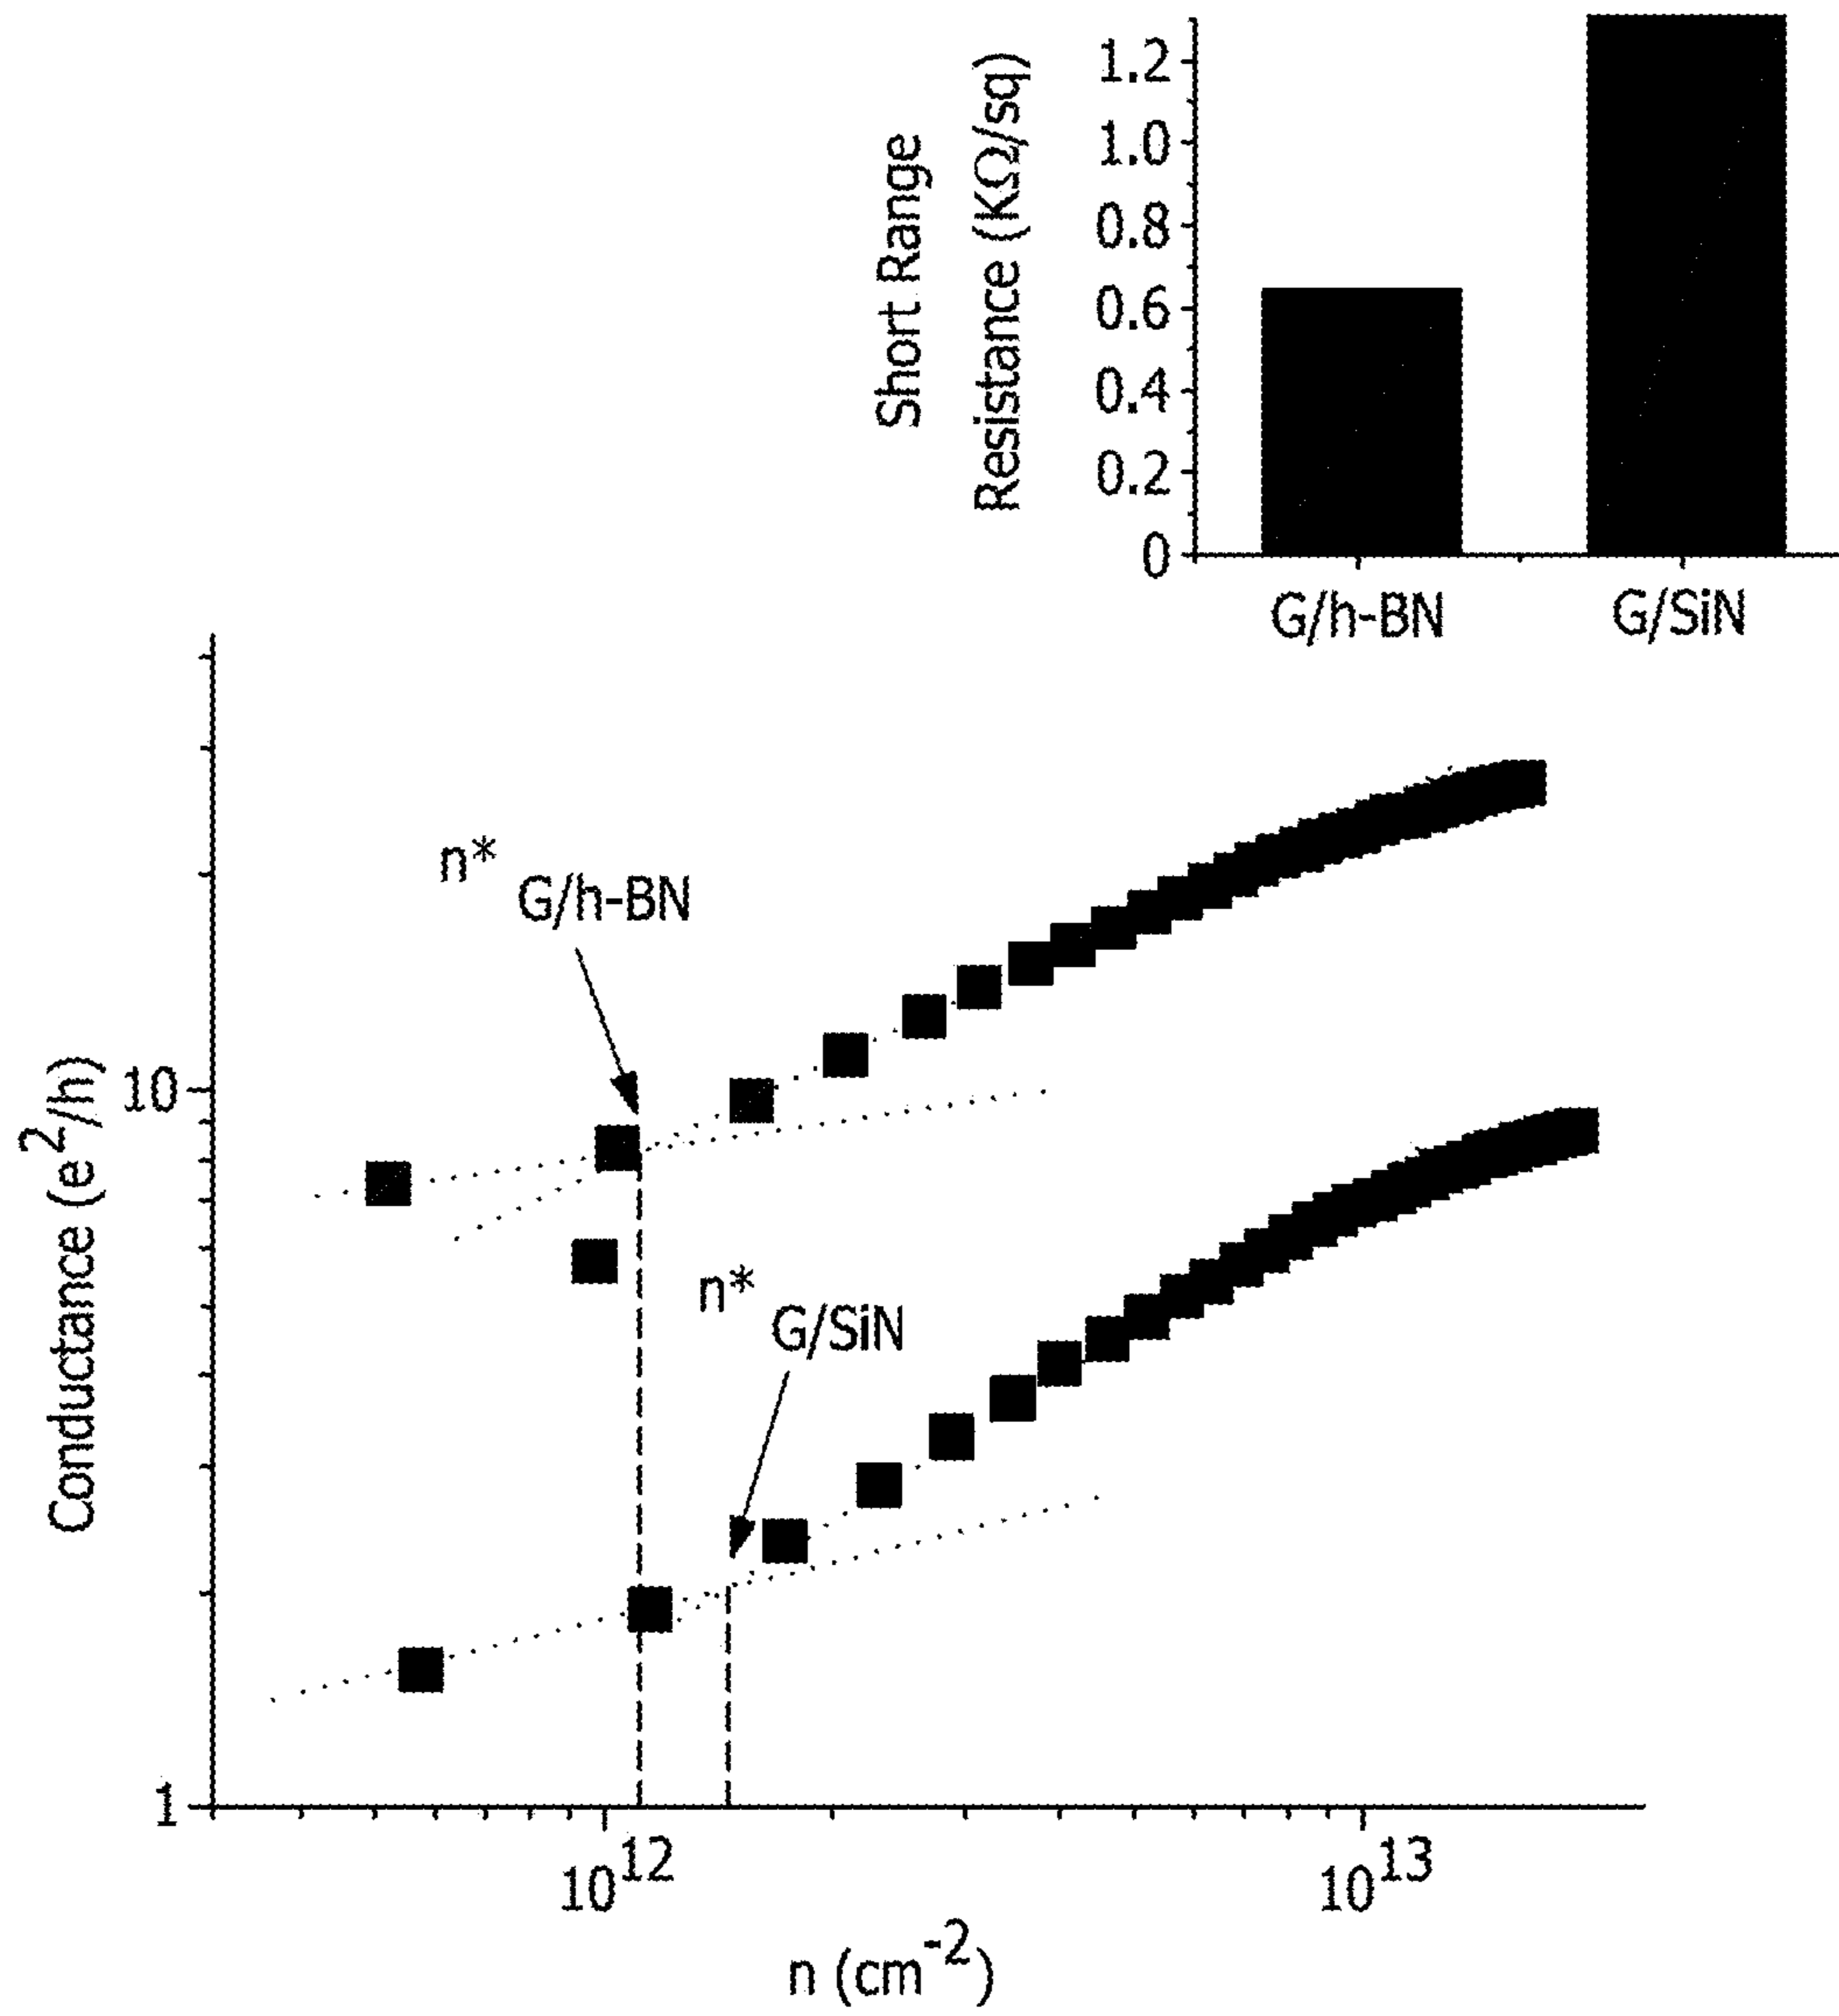 Short Range
Resistance (KΩ/sq)
1.2
1.0
0.8
0.6
0.4
0.2
0
G/h-BN
G/SiN
Conductance (e²/h)
10
1
n*
G/h-BN
n*
G/SiN
10¹²
10¹³
n (cm⁻²)